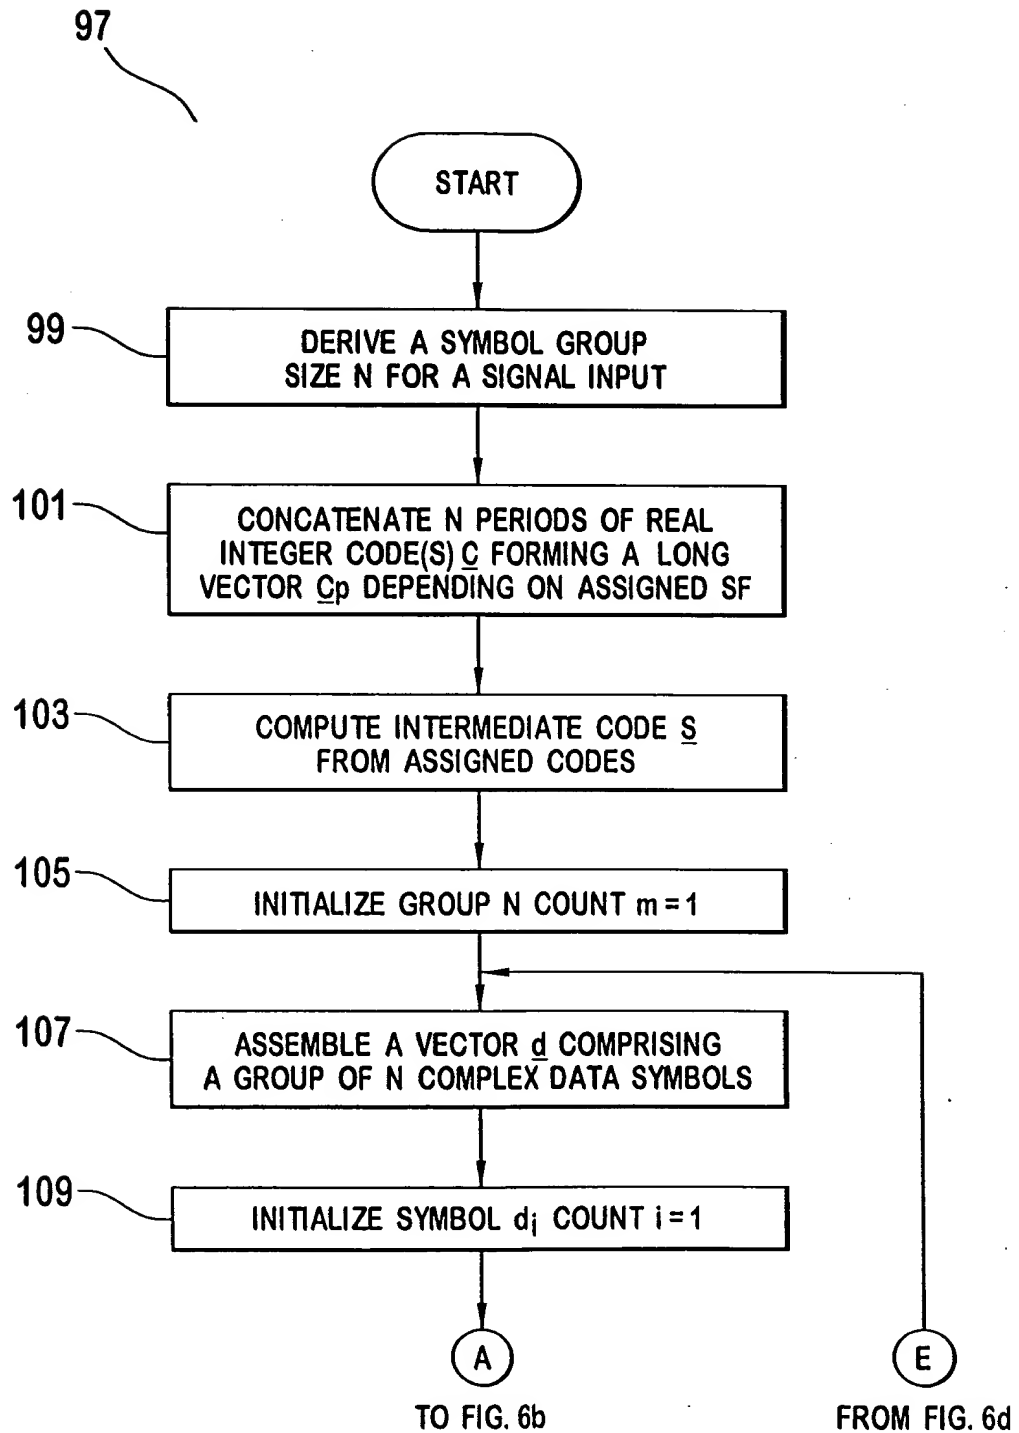 97
START
99
DERIVE A SYMBOL GROUP
SIZE N FOR A SIGNAL INPUT
101
CONCATENATE N PERIODS OF REAL
INTEGER CODE(S) C FORMING A LONG
VECTOR Cp DEPENDING ON ASSIGNED SF
103
COMPUTE INTERMEDIATE CODE S
FROM ASSIGNED CODES
105
INITIALIZE GROUP N COUNT m=1
107
ASSEMBLE A VECTOR d COMPRISING
A GROUP OF N COMPLEX DATA SYMBOLS
109
INITIALIZE SYMBOL di COUNT i=1
A
E
TO FIG. 6b
FROM FIG. 6d